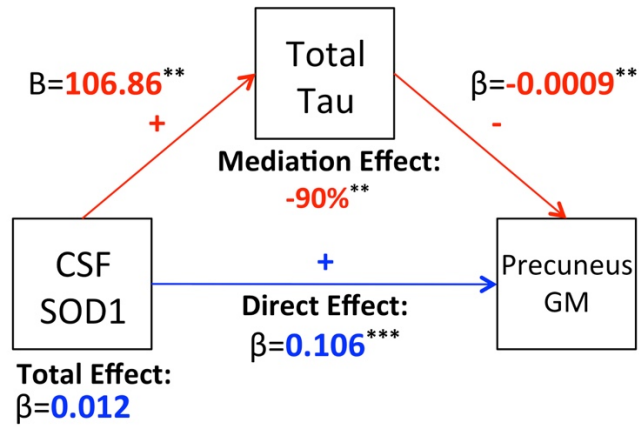 Total
Tau
B=106.86**
+
β=-0.0009**
-
Mediation Effect:
-90%**
CSF
SOD1
+
Direct Effect:
β=0.106***
Precuneus
GM
Total Effect:
β=0.012